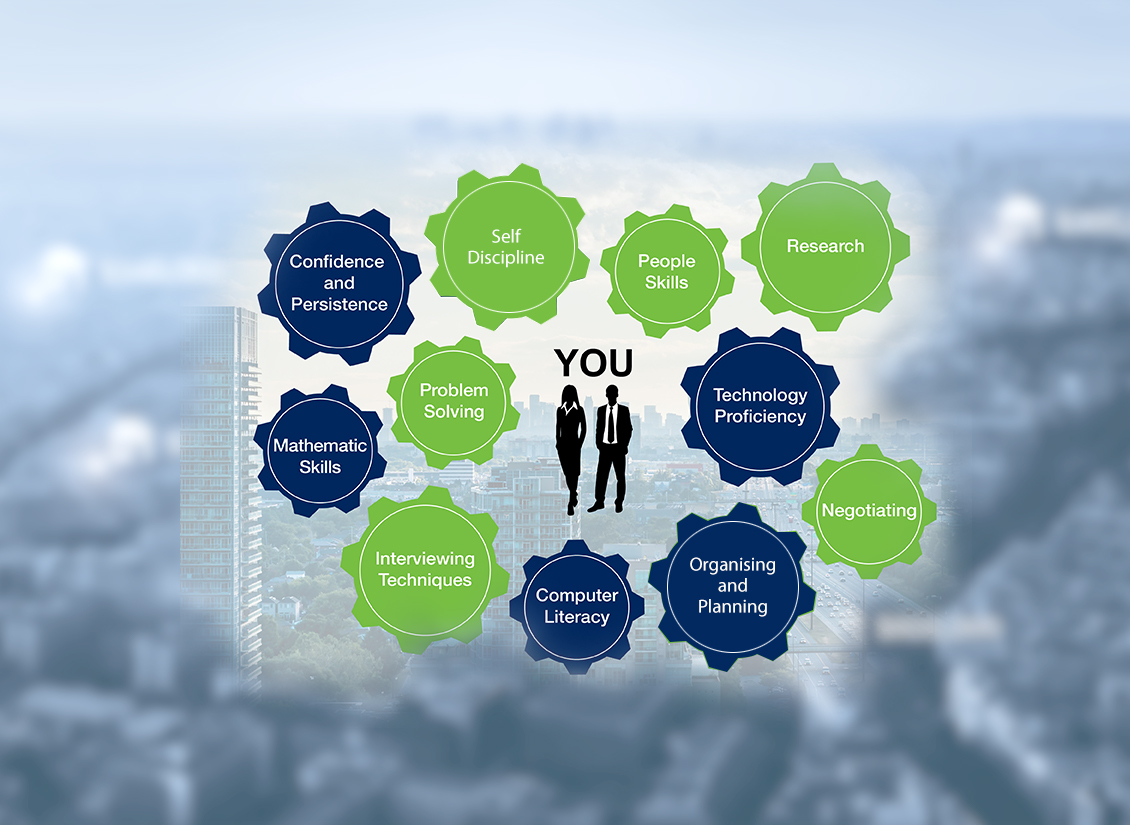 Self
Discipline
People
Skills
Research
Confidence
and
Persistence
YOU
Problem
Solving
Technology
Proficiency
Mathematic
Skills
Negotiating
Interviewing
Techniques
Computer
Literacy
Organising
and
Planning